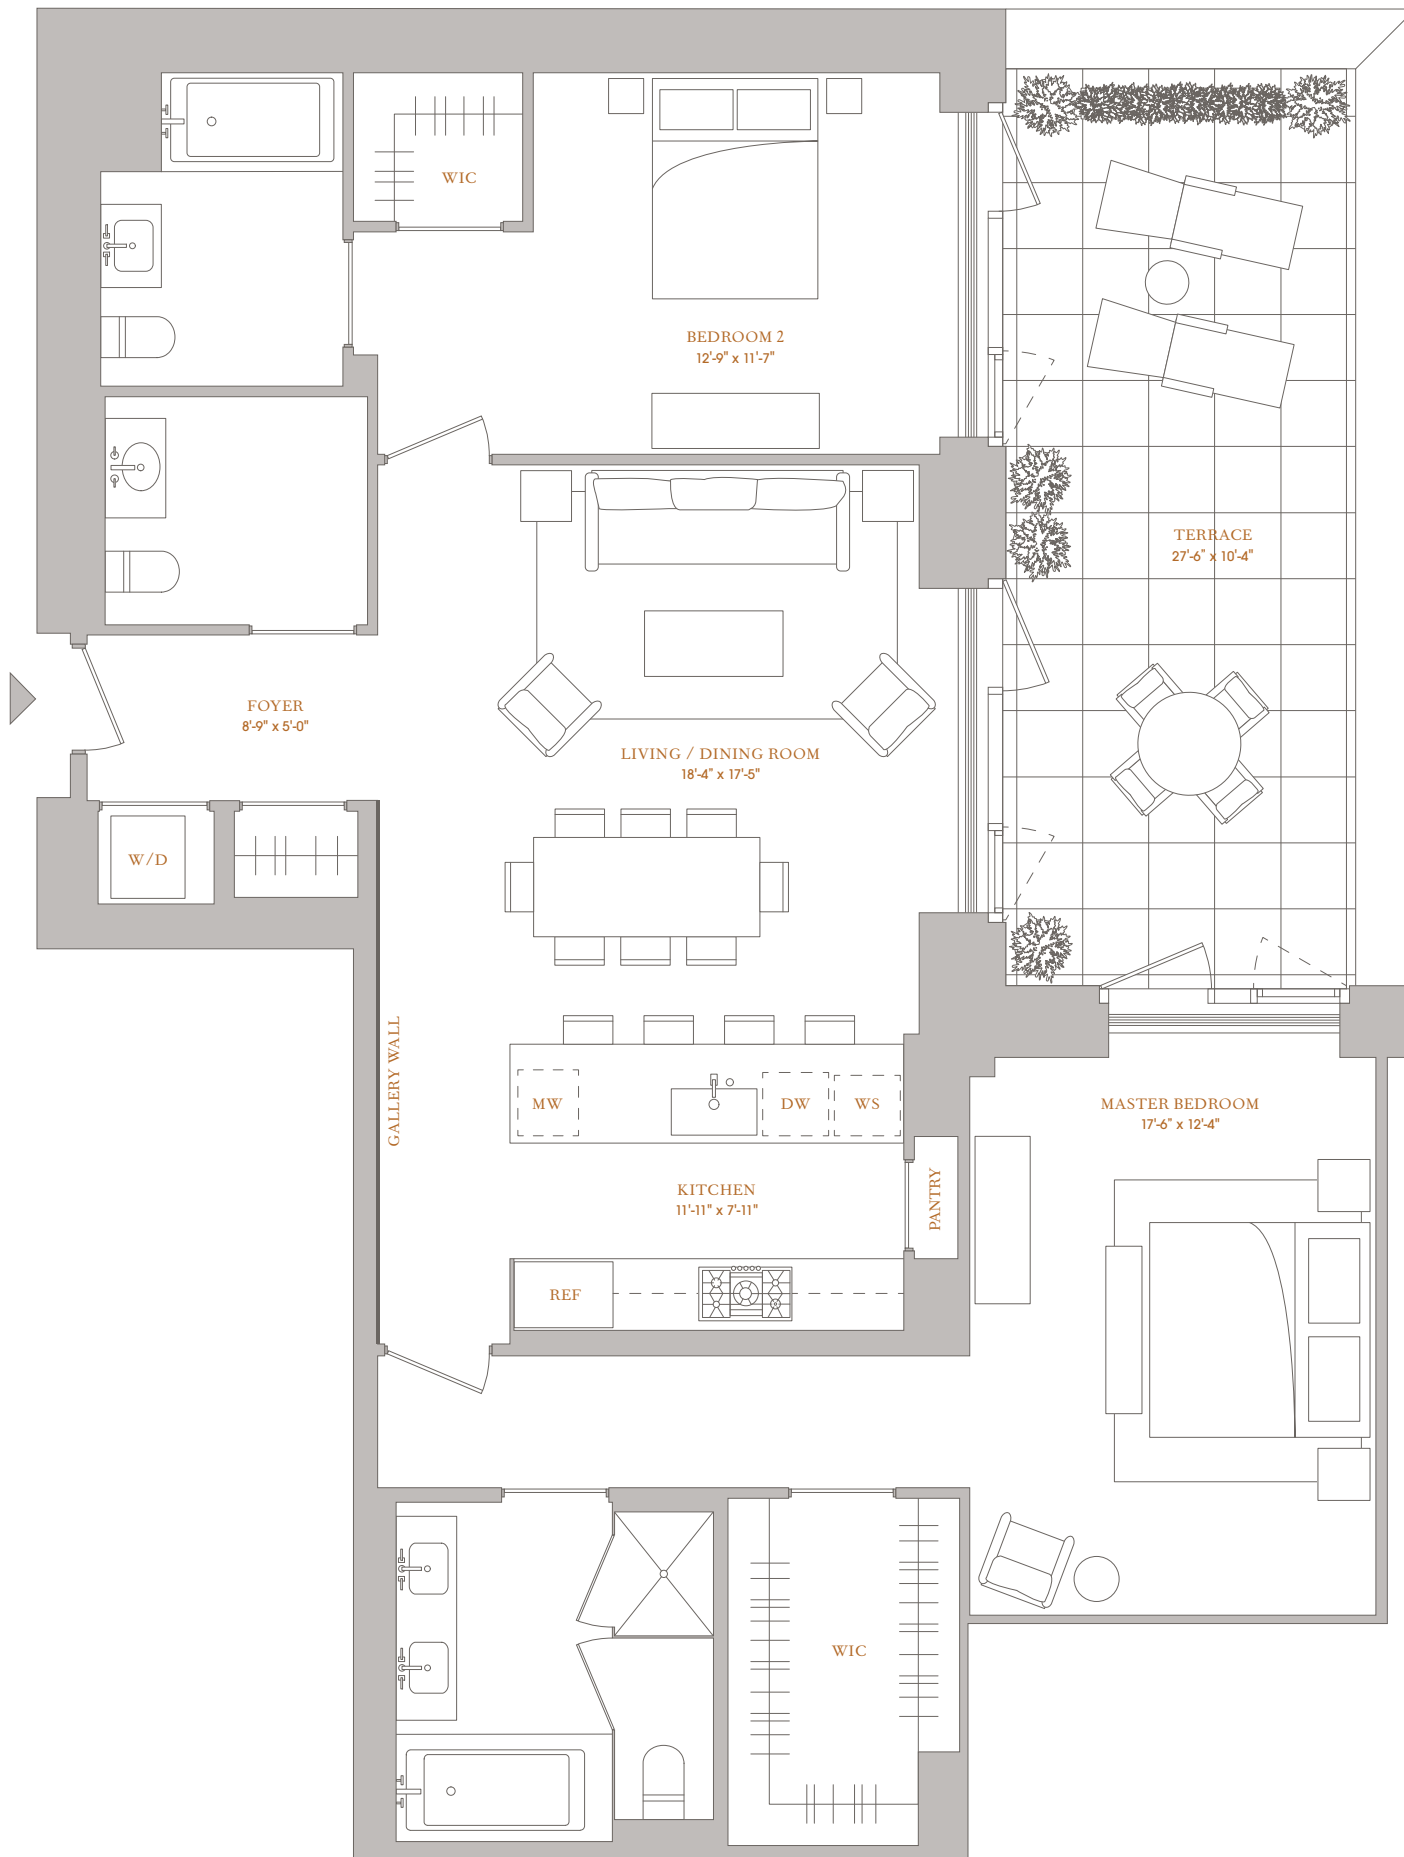 WIC
BEDROOM 2
12'-9" x 11'-7"
TERRACE
27'-6" x 10'-4"
FOYER
8'-9" x 5'-0"
LIVING / DINING ROOM
18'-4" x 17'-5"
W/D
GALLERY WALL
MW
DW
WS
MASTER BEDROOM
17'-6" x 12'-4"
KITCHEN
11'-11" x 7'-11"
PANTRY
REF
WIC